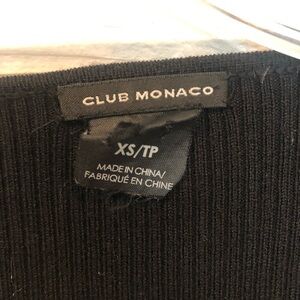 CLUB MONACO
XS/TP
MADE IN CHINA/
FABRIQUÉ EN CHINE